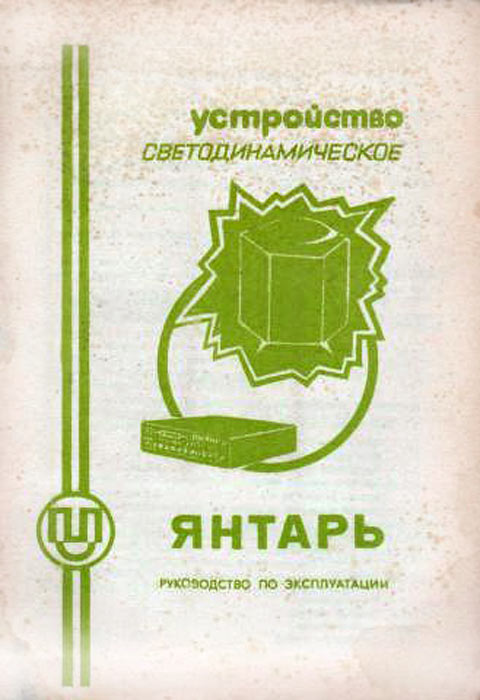 устройство
СВЕТОДИНАМИЧЕСКОЕ
ЯНТАРЬ
РУКОВОДСТВО ПО ЭКСПЛУАТАЦИИ